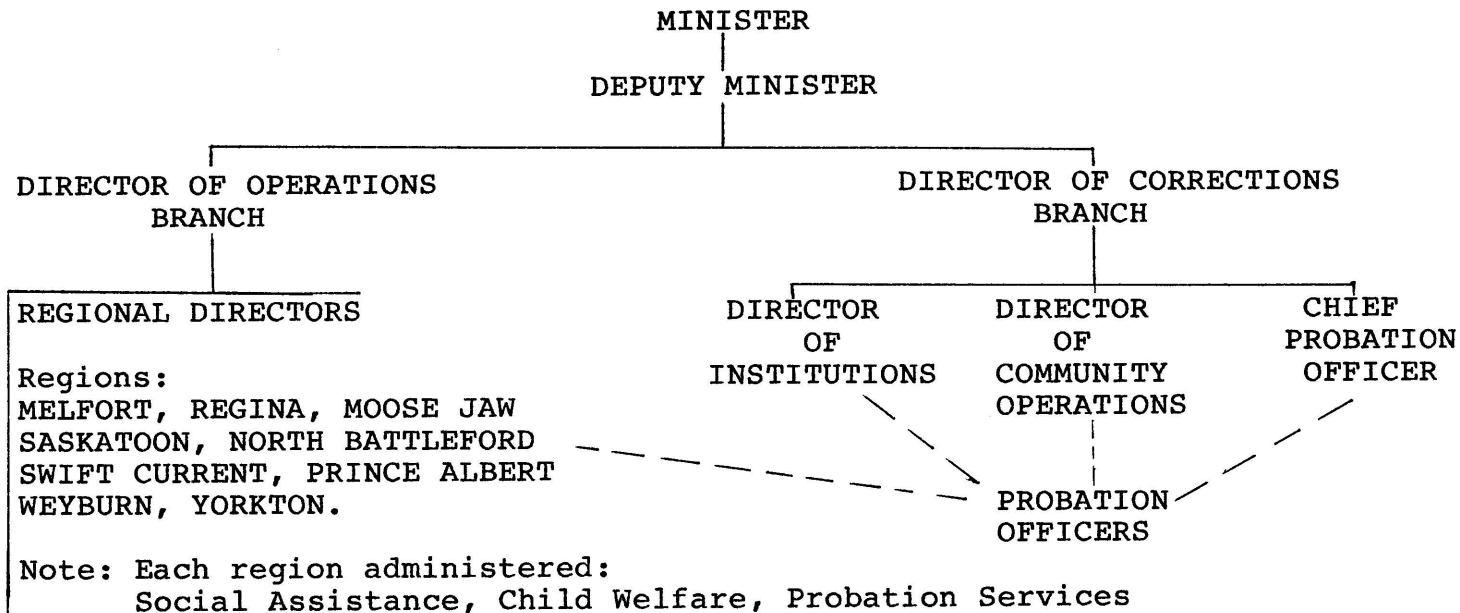 MINISTER
DEPUTY MINISTER
DIRECTOR OF OPERATIONS
BRANCH
DIRECTOR OF CORRECTIONS
BRANCH
REGIONAL DIRECTORS
Regions:
MELFORT, REGINA, MOOSE JAW
SASKATOON, NORTH BATTLEFORD
SWIFT CURRENT, PRINCE ALBERT
WEYBURN, YORKTON.
Note: Each region administered:
Social Assistance, Child Welfare, Probation Services
DIRECTOR
OF
INSTITUTIONS
DIRECTOR
OF
COMMUNITY
OPERATIONS
CHIEF
PROBATION
OFFICER
PROBATION
OFFICERS